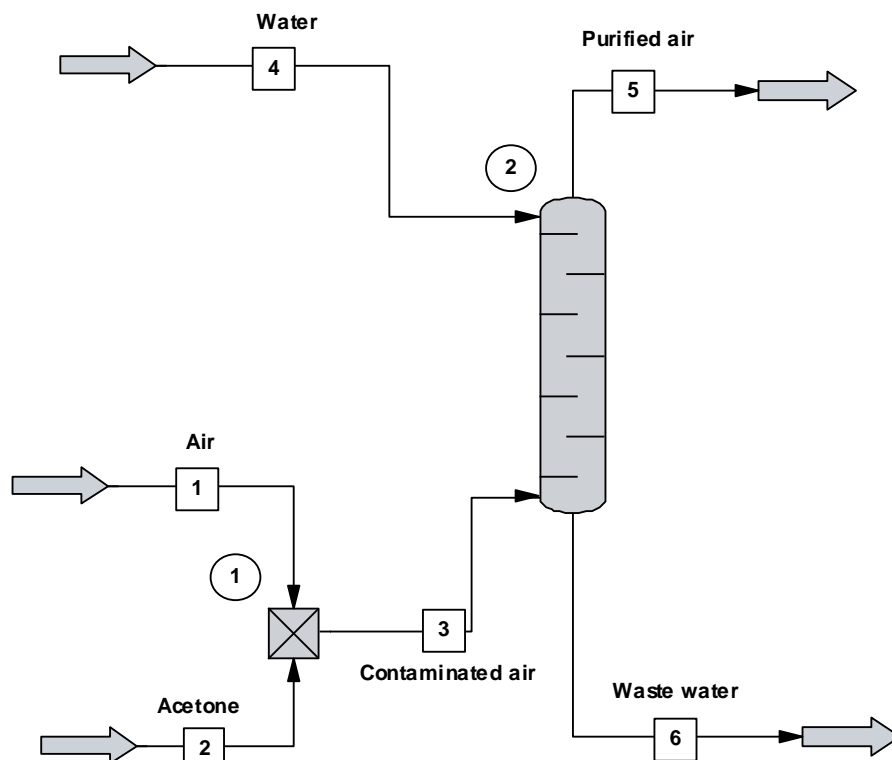 Water
4
Purified air
5
2
Air
1
1
3
Contaminated air
Acetone
2
Waste water
6